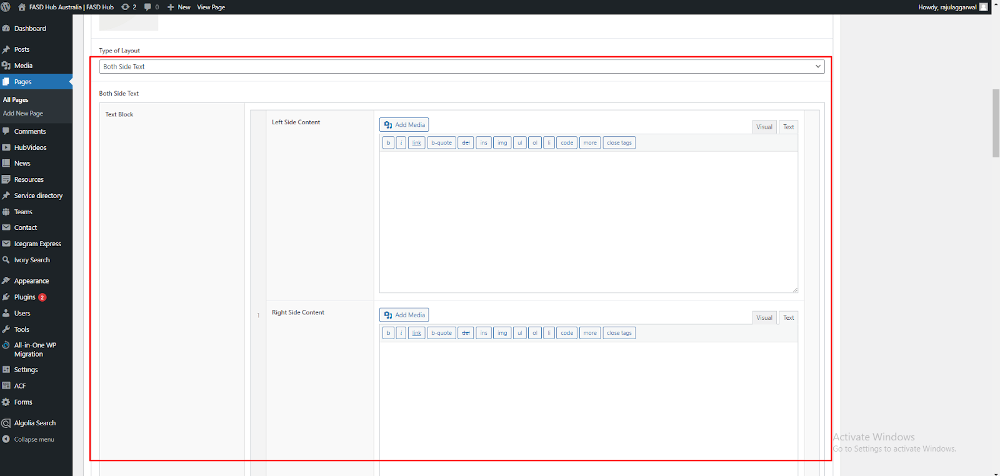 FASD Hub Australia | FASD Hub 2 0 New View Page Howdy, rajulaggarwal
Dashboard
Posts
Media
Pages
All Pages
Add New Page
Comments
HubVideos
News
Resources
Service directory
Teams
Contact
Icegram Express
Ivory Search
Appearance
Plugins 2
Users
Tools
All-in-One WP
Migration
Settings
ACF
Forms
Algolia Search
Collapse menu
Type of Layout
Both Side Text
Both Side Text
Text Block
Left Side Content
Add Media
Visual Text
b i link b-quote del ins img ul ol li code more close tags
1
Right Side Content
Add Media
Visual Text
b i link b-quote del ins img ul ol li code more close tags
Activate Windows
Go to Settings to activate Windows.